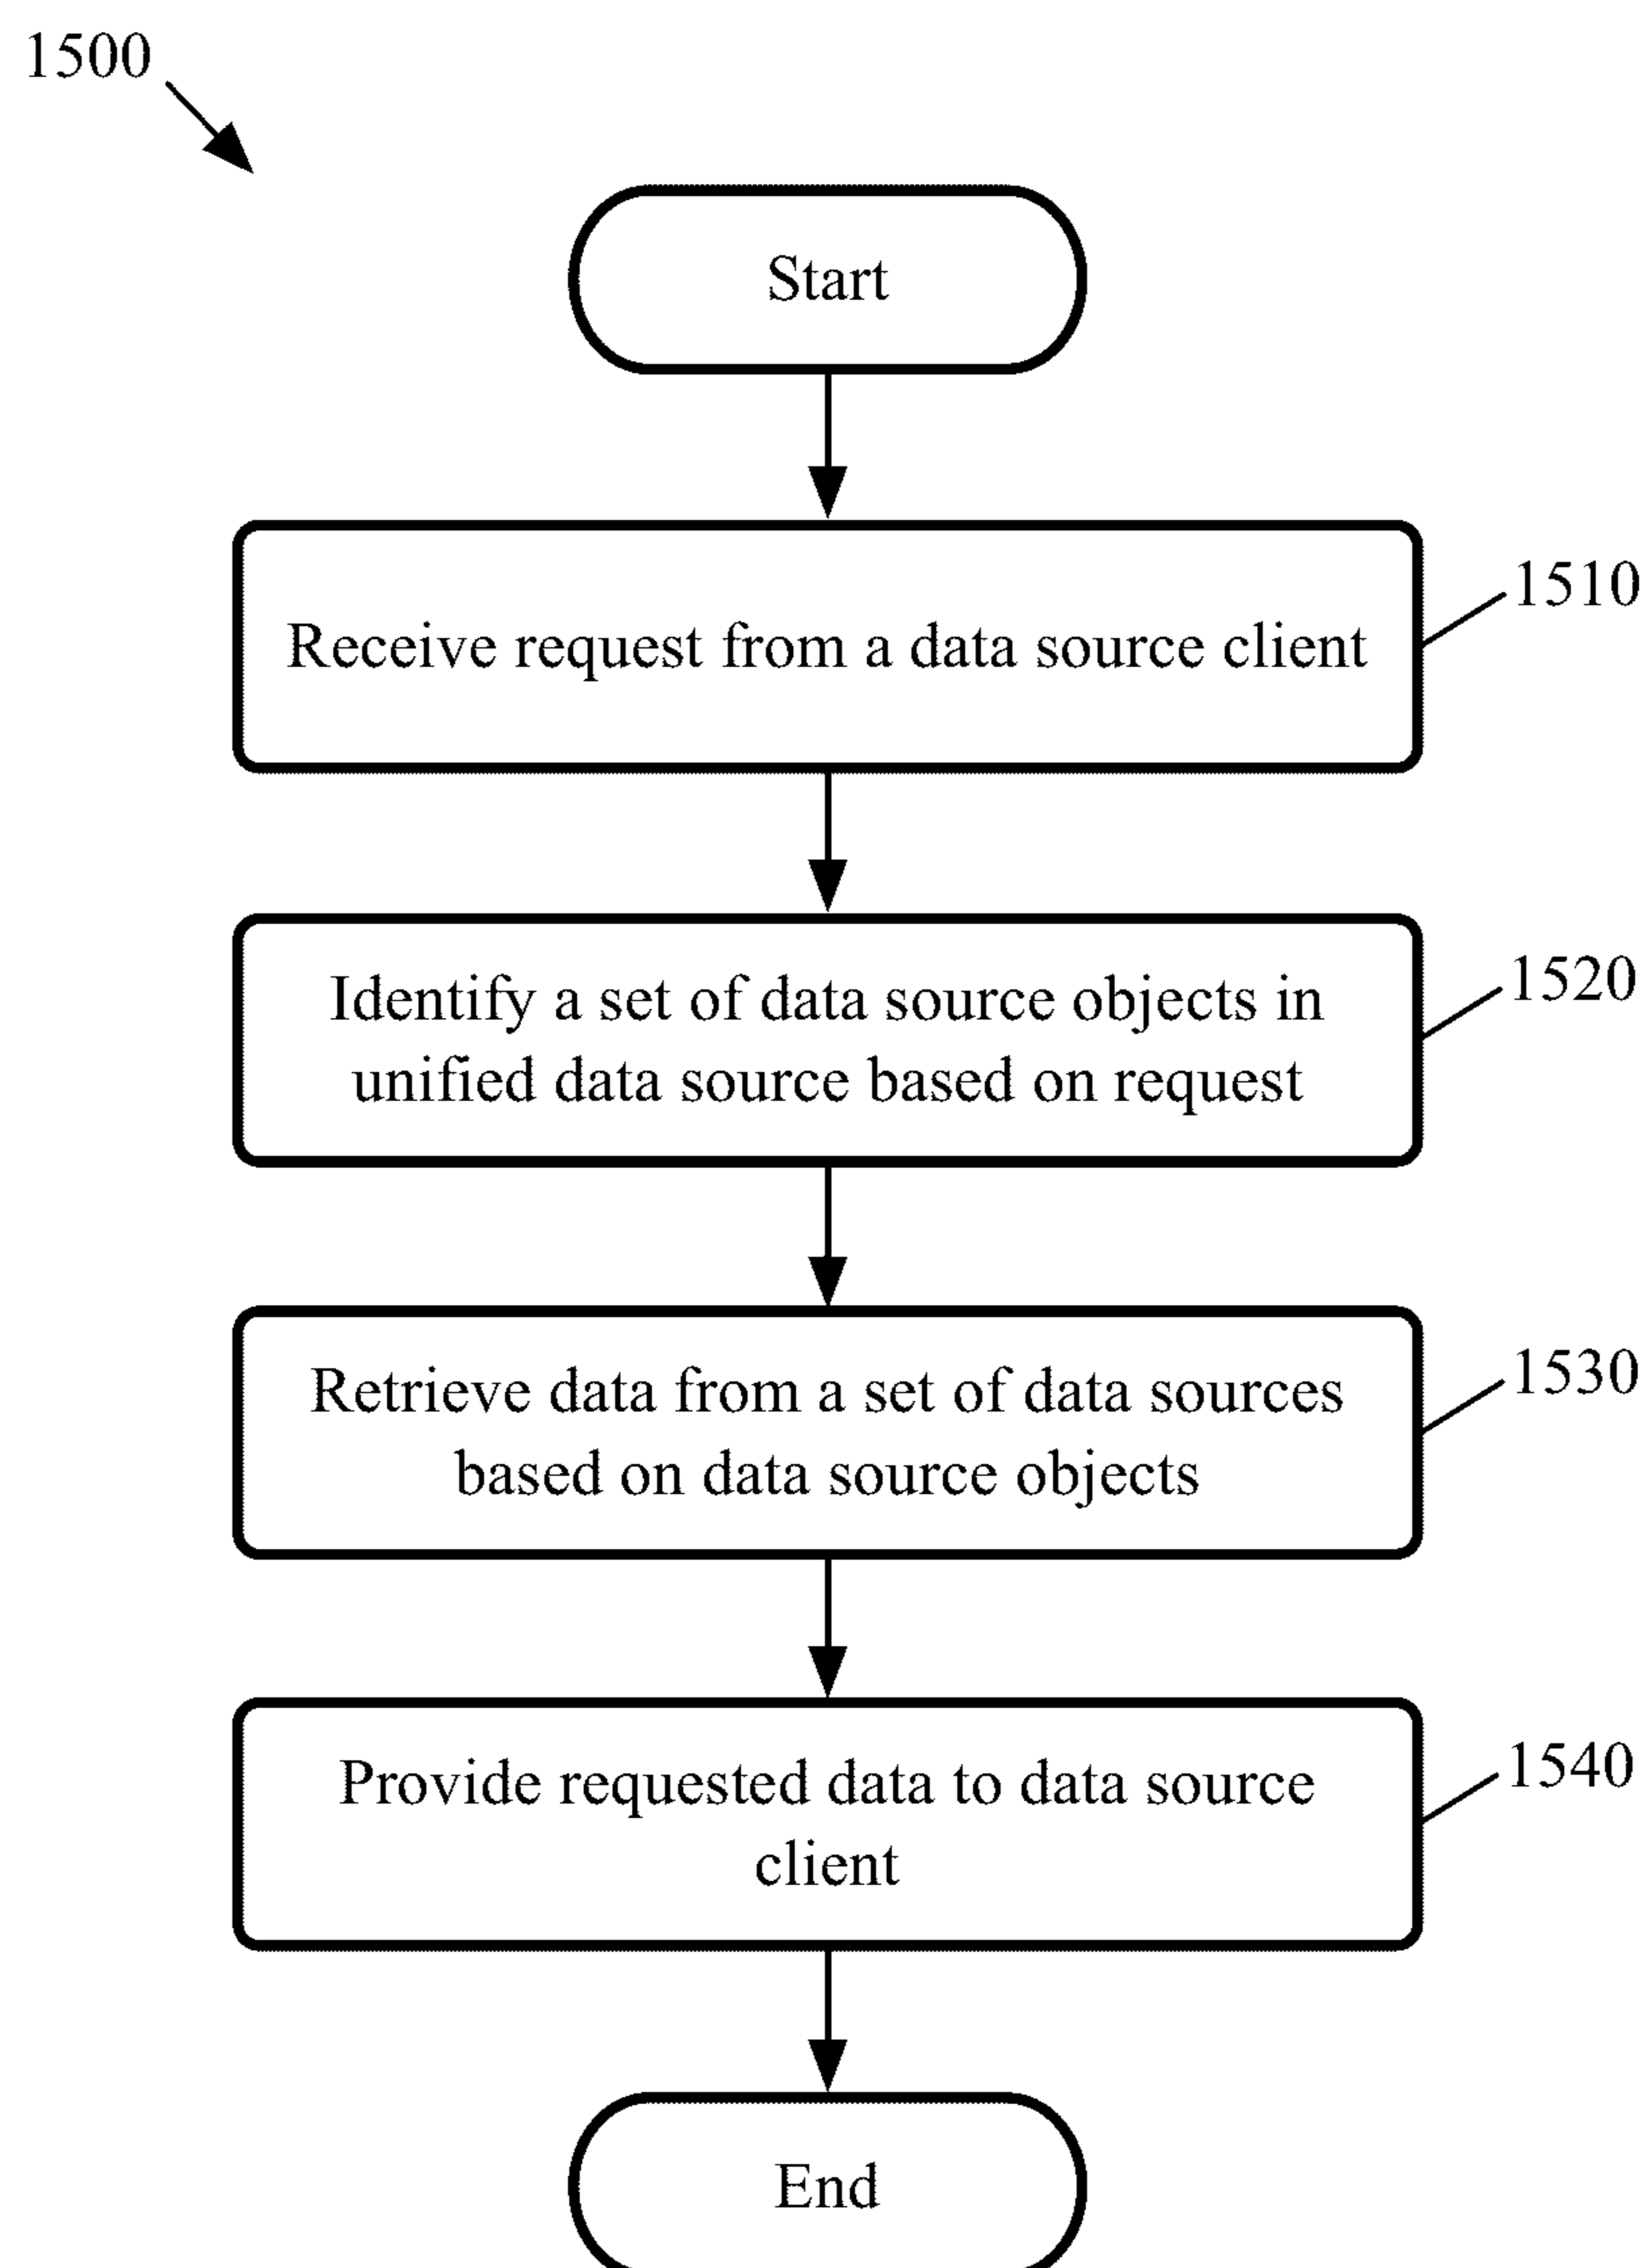 1500
Start
Receive request from a data source client
1510
Identify a set of data source objects in
unified data source based on request
1520
Retrieve data from a set of data sources
based on data source objects
1530
Provide requested data to data source
client
1540
End